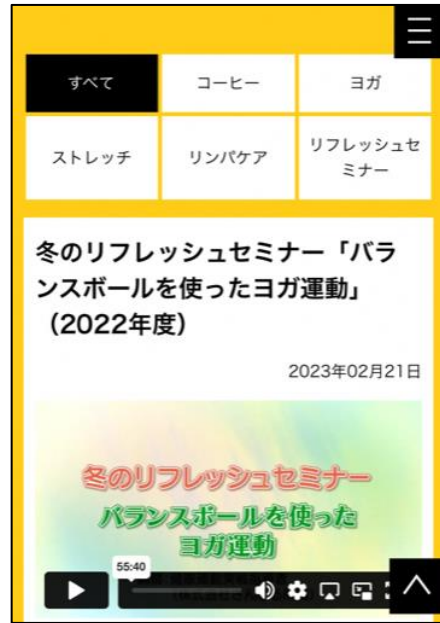 すべて
コーヒー
ヨガ
ストレッチ
リンパケア
リフレッシュセ
ミナー
冬のリフレッシュセミナー「バラ
ンスボールを使ったヨガ運動」
（2022年度）
2023年02月21日
冬のリフレッシュセミナー
バランスボールを使った
ヨガ運動
55:40